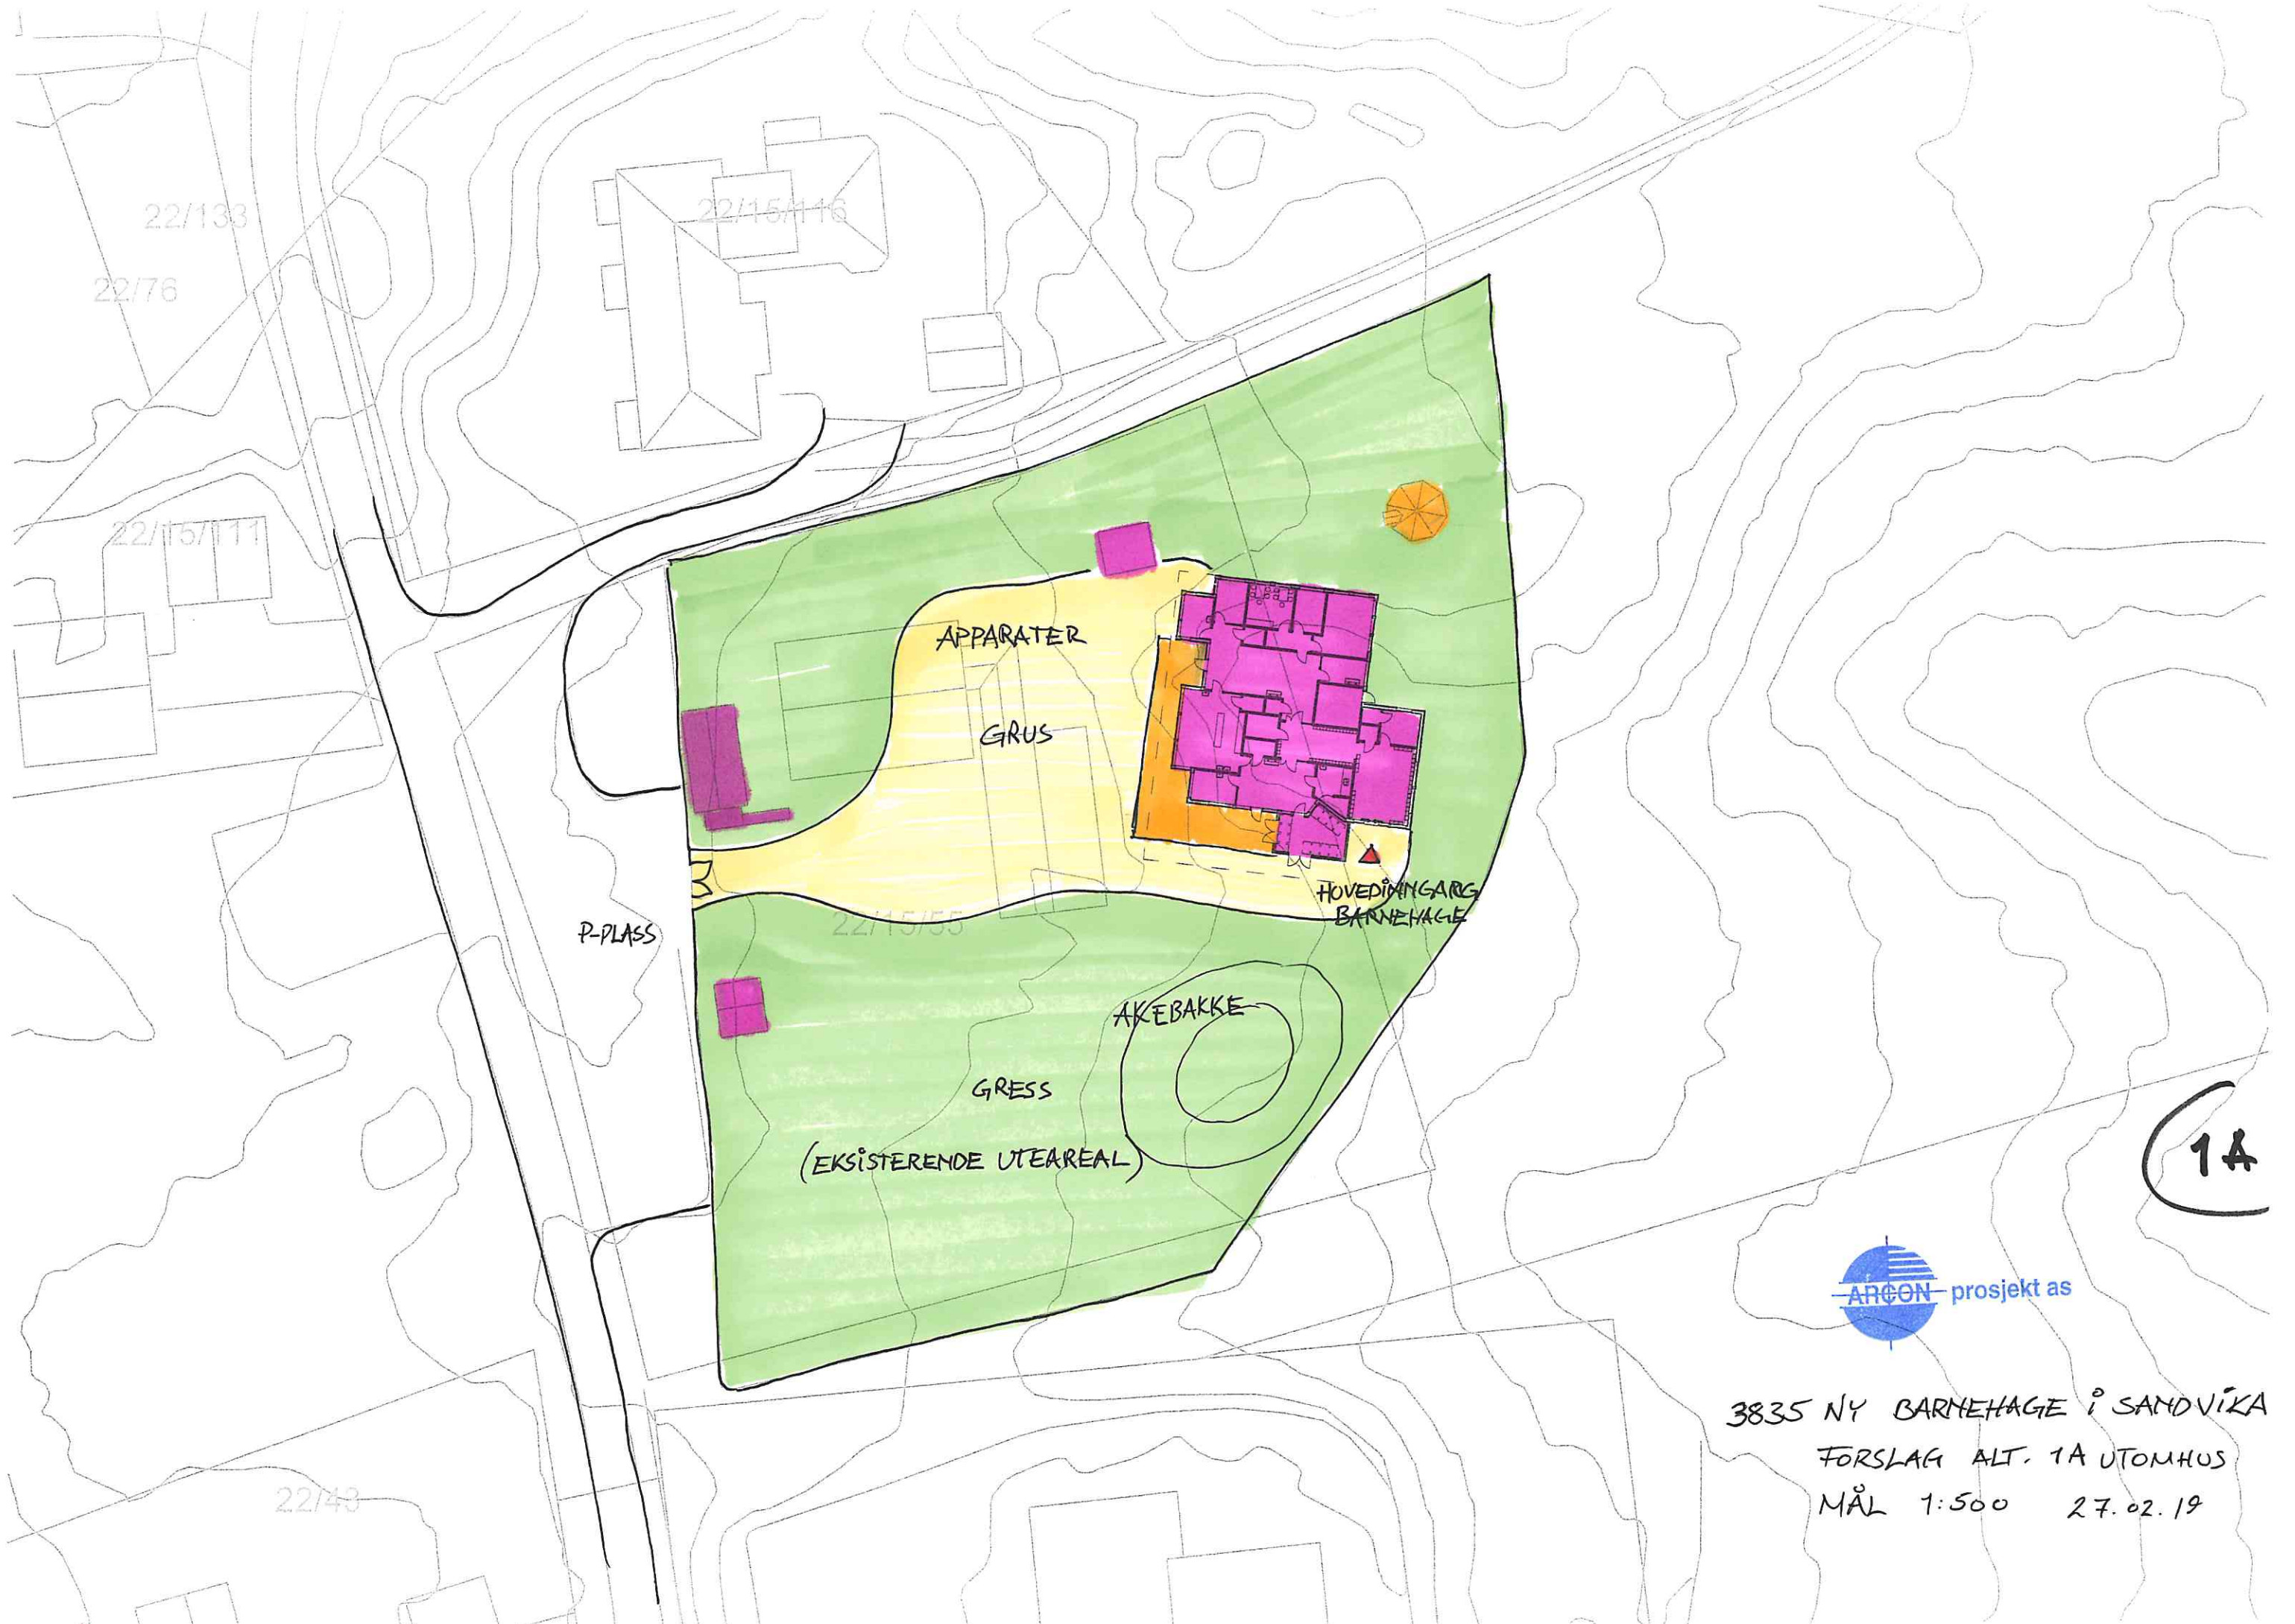 22/133
22/15/116
22/76
22/15/111
APPARATER
GRUS
HOVEDINNGANG
BARNEHAGE
22/15/55
P-PLASS
AKEBAKKE
GRESS
(EKSISTERENDE UTEAREAL)
1A
ARCON prosjekt as
3835 NY BARNEHAGE i SANDVIKA
FORSLAG ALT. 1A UTOMHUS
MÅL 1:500 27.02.19
22/43